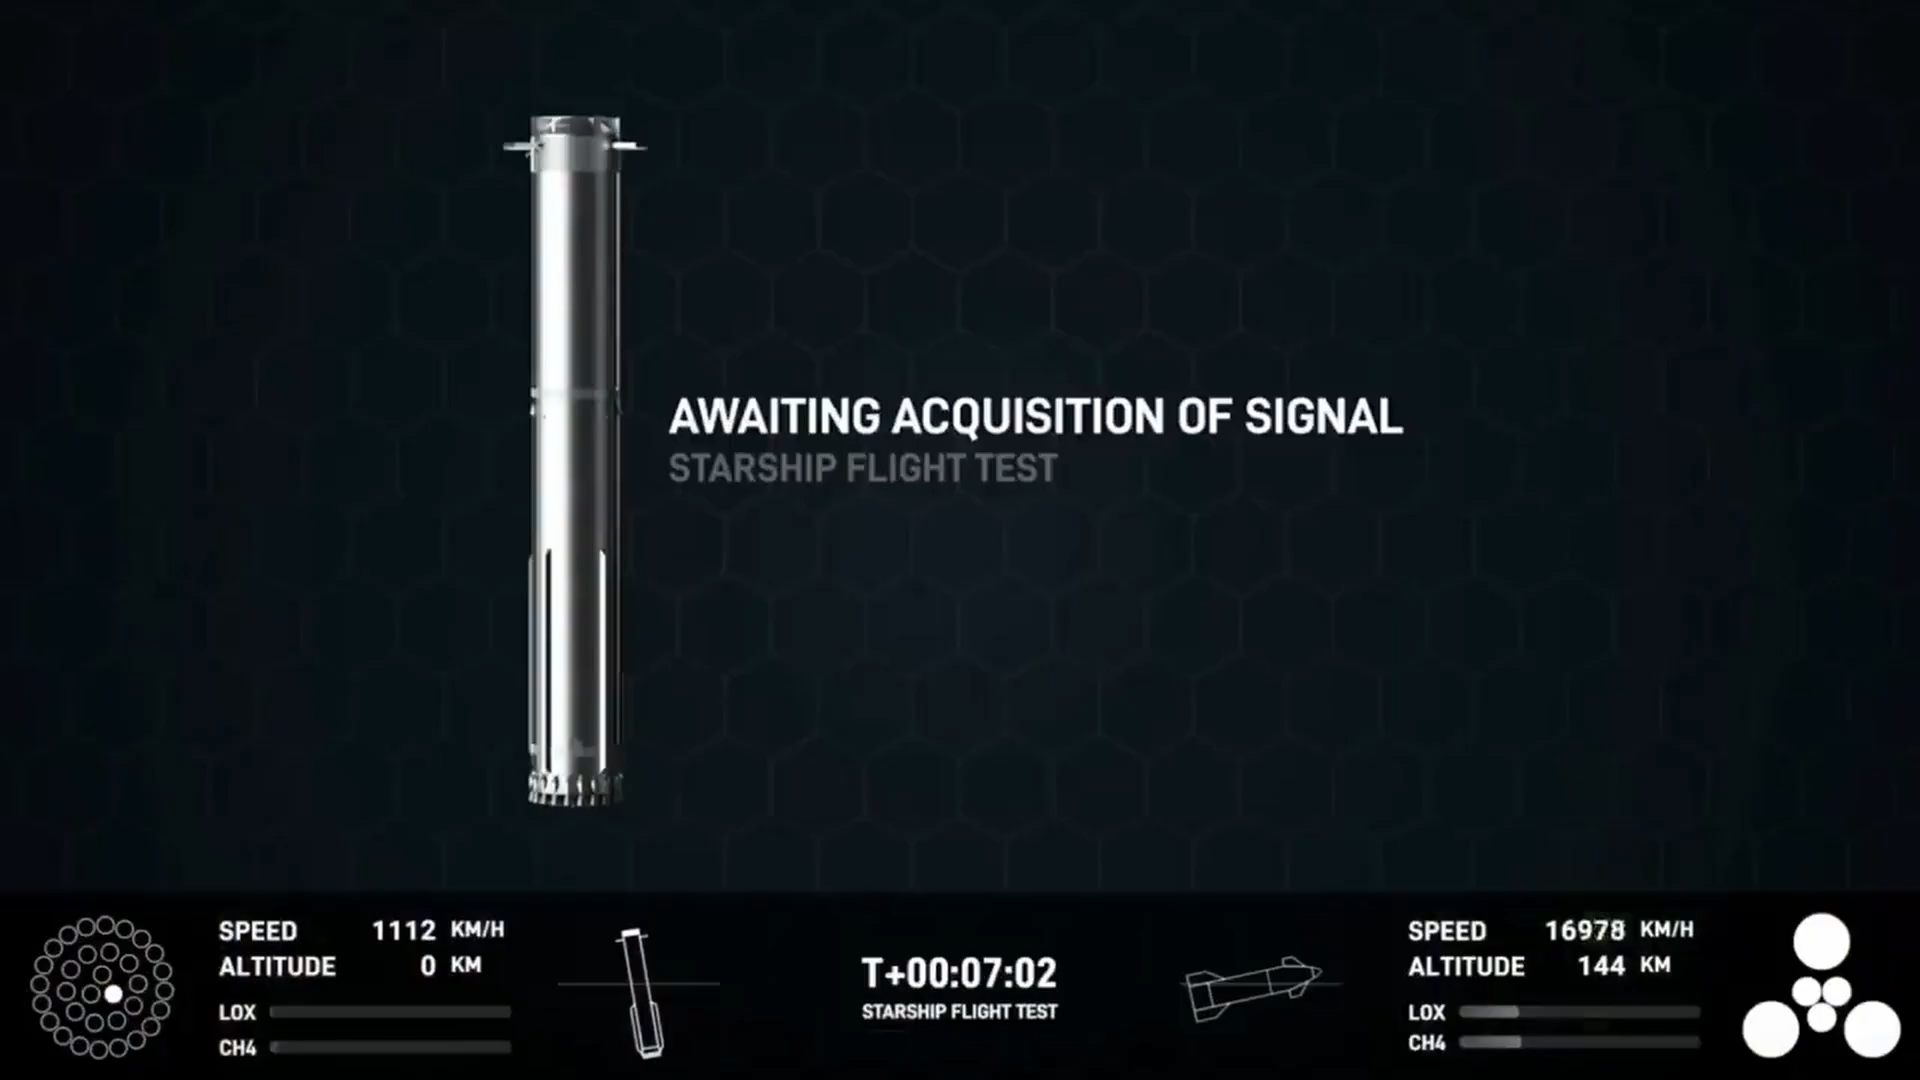 AWAITING ACQUISITION OF SIGNAL
STARSHIP FLIGHT TEST
SPEED 1112 KM/H
ALTITUDE 0 KM
LOX
CH4
T+00:07:02
STARSHIP FLIGHT TEST
SPEED 16978 KM/H
ALTITUDE 144 KM
LOX
CH4